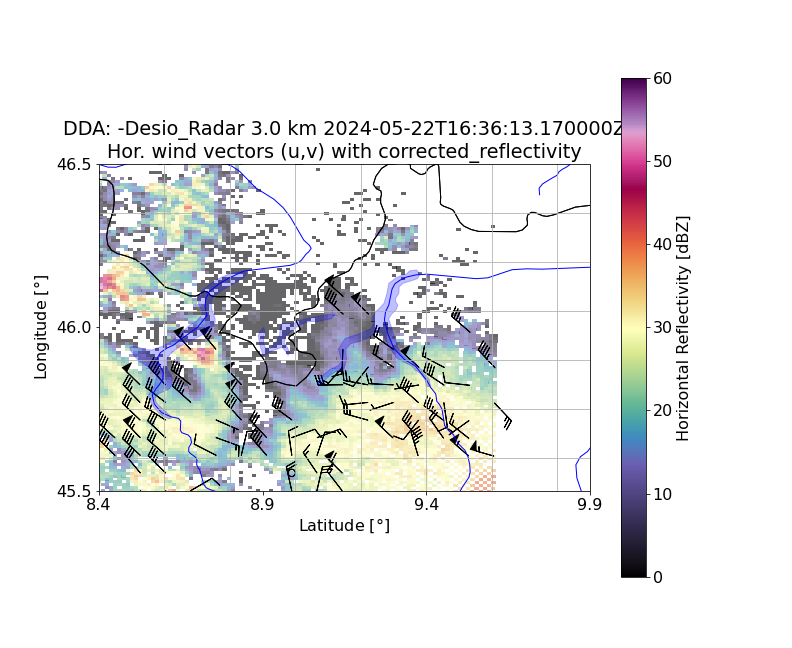 DDA: -Desio_Radar 3.0 km 2024-05-22T16:36:13.170000Z
Hor. wind vectors (u,v) with corrected_reflectivity
46.5
46.0
45.5
Longitude [°]
8.4
8.9
9.4
9.9
Latitude [°]
60
50
40
30
20
10
0
Horizontal Reflectivity [dBZ]